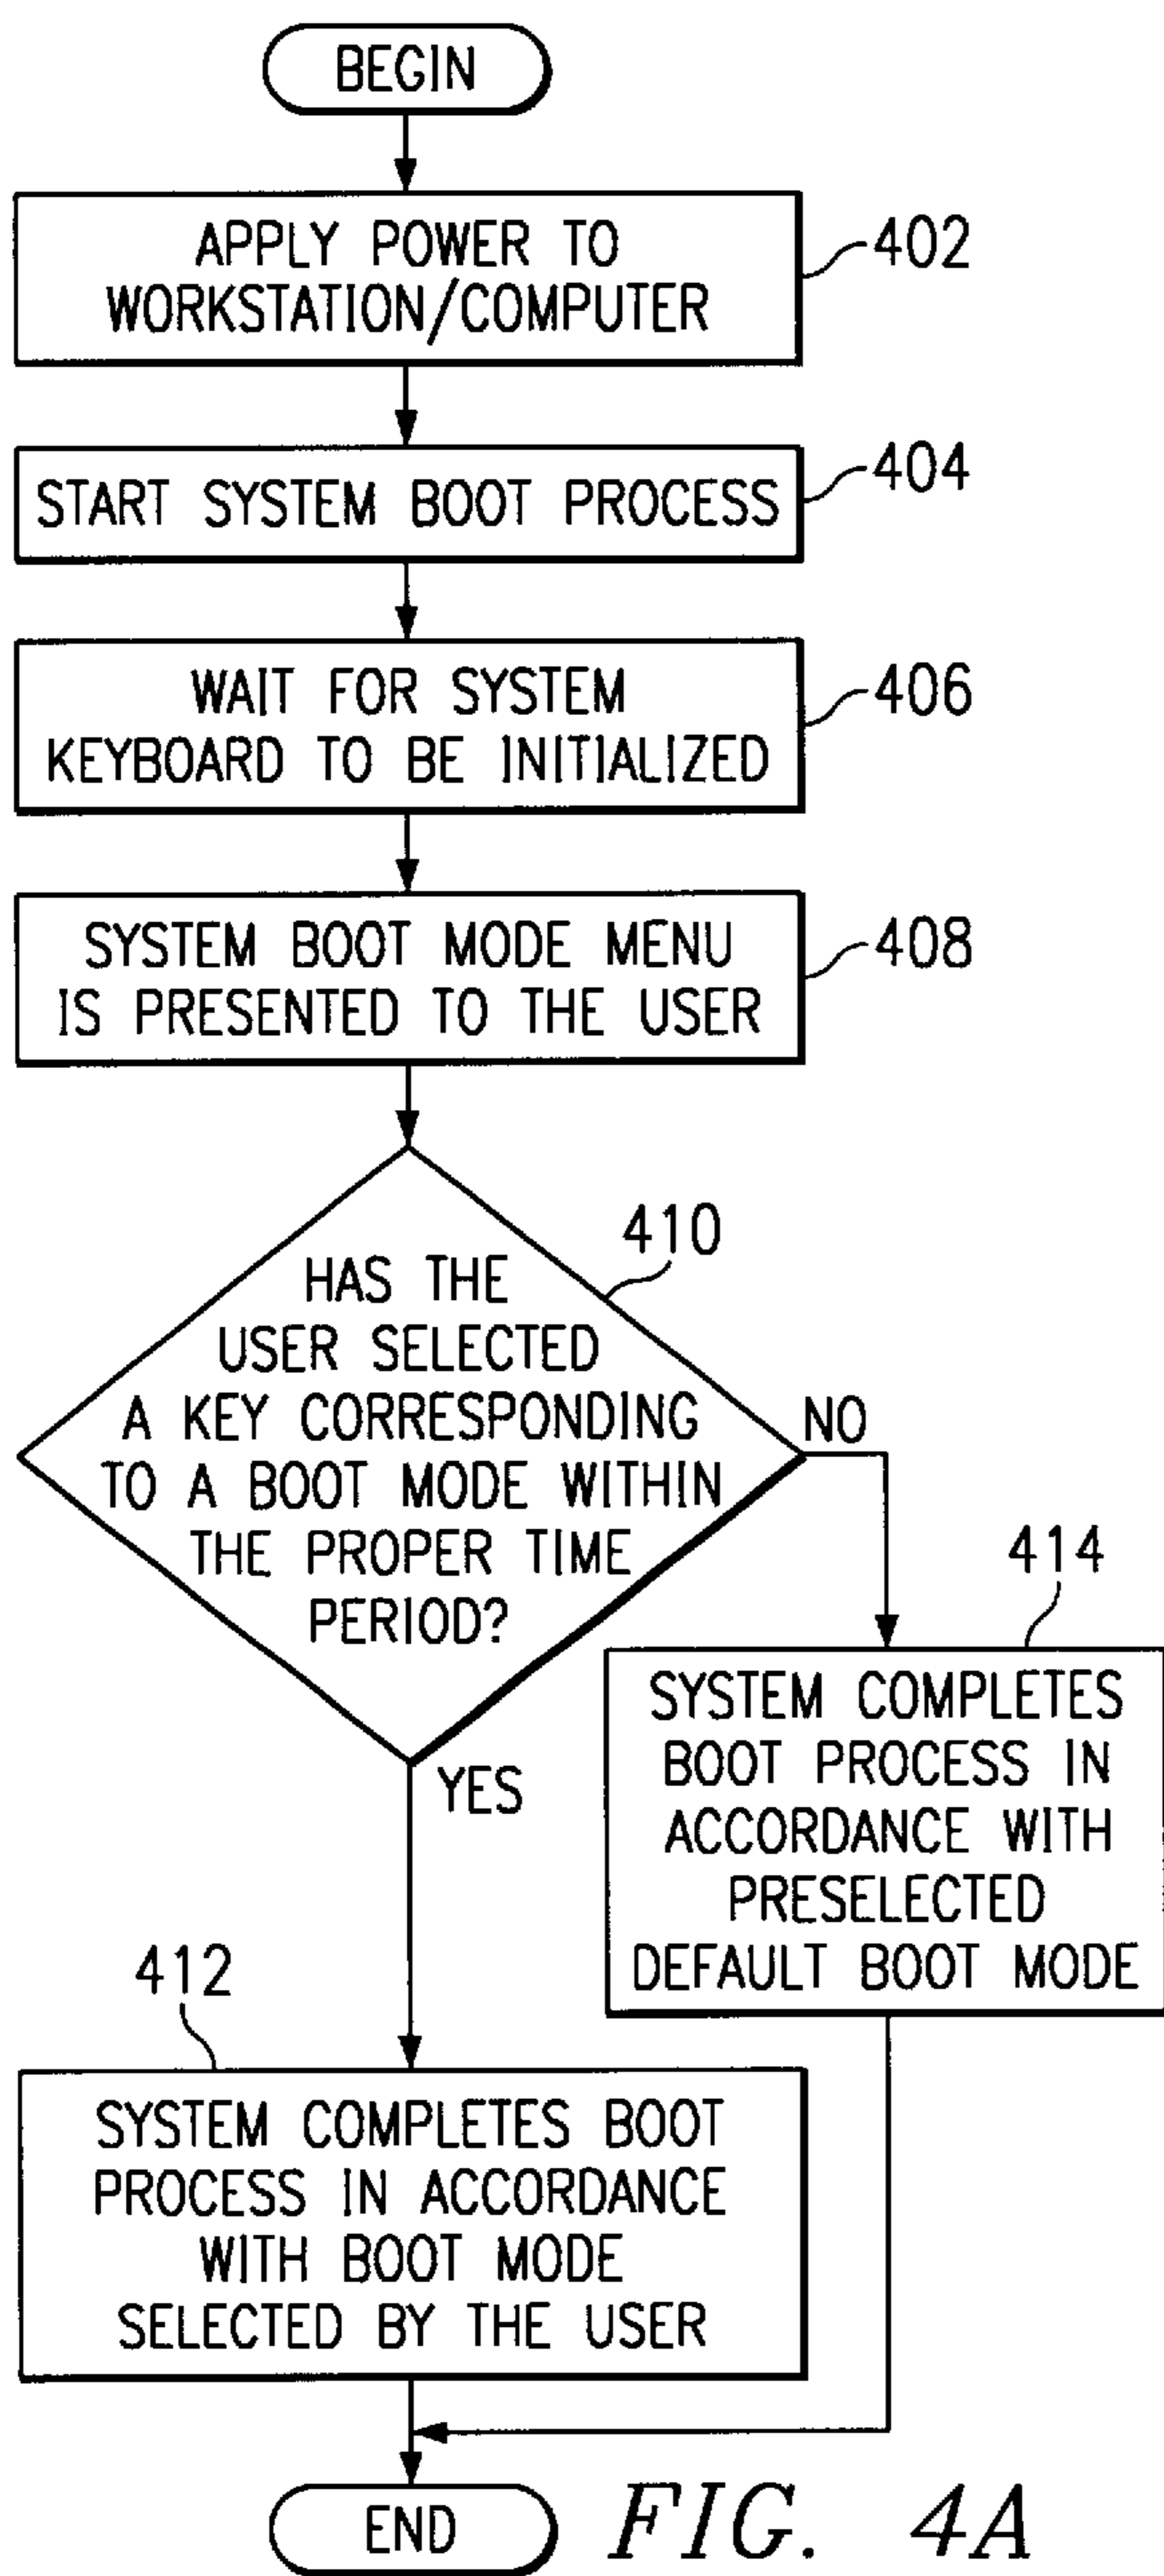 BEGIN
APPLY POWER TO
WORKSTATION/COMPUTER
402
START SYSTEM BOOT PROCESS
404
WAIT FOR SYSTEM
KEYBOARD TO BE INITIALIZED
406
SYSTEM BOOT MODE MENU
IS PRESENTED TO THE USER
408
410
HAS THE
USER SELECTED
A KEY CORRESPONDING
TO A BOOT MODE WITHIN
THE PROPER TIME
PERIOD?
NO
YES
414
SYSTEM COMPLETES
BOOT PROCESS IN
ACCORDANCE WITH
PRESELECTED
DEFAULT BOOT MODE
412
SYSTEM COMPLETES BOOT
PROCESS IN ACCORDANCE
WITH BOOT MODE
SELECTED BY THE USER
END
FIG. 4A